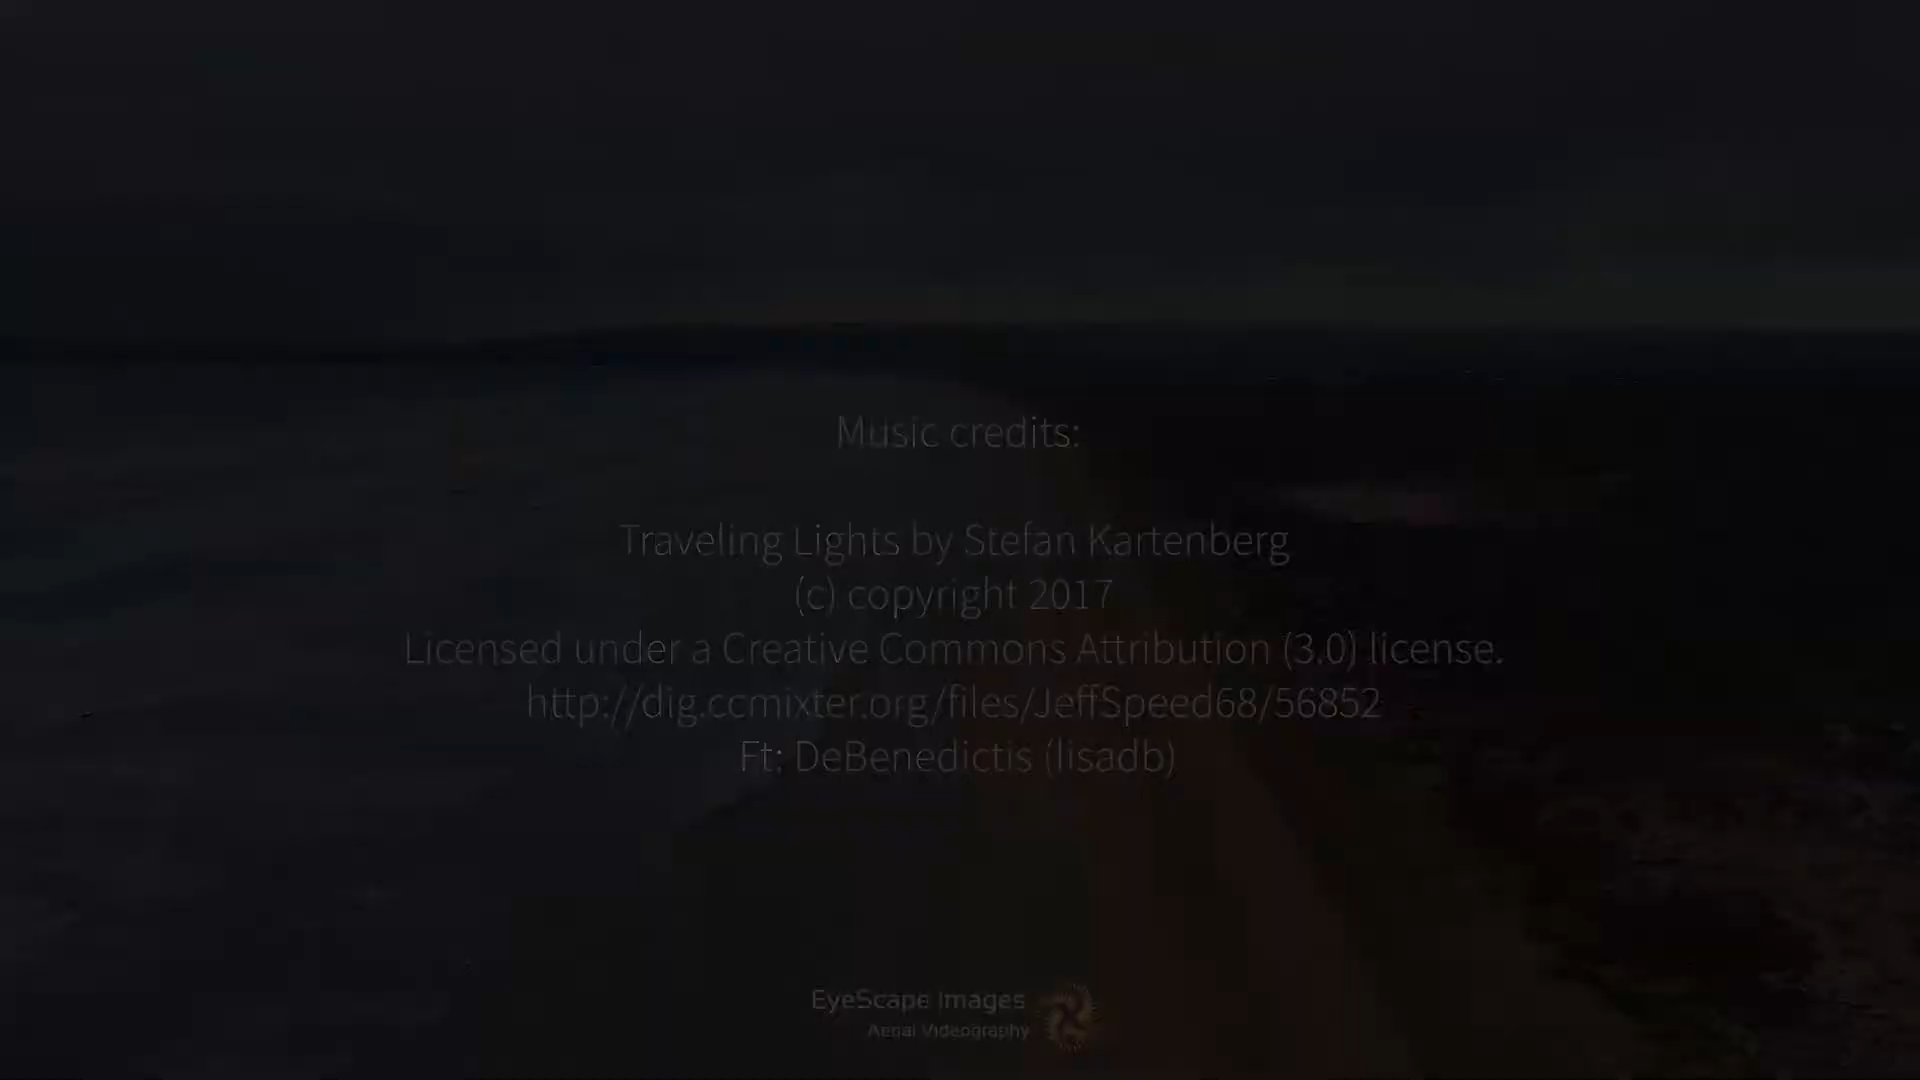 Music credits:
Traveling Lights by Stefan Kartenberg
(c) copyright 2017
Licensed under a Creative Commons Attribution (3.0) license.
http://dig.ccmixter.org/files/JeffSpeed68/56852
Ft: DeBenedictis (lisadb)
EyeScape Images
Aerial Videography